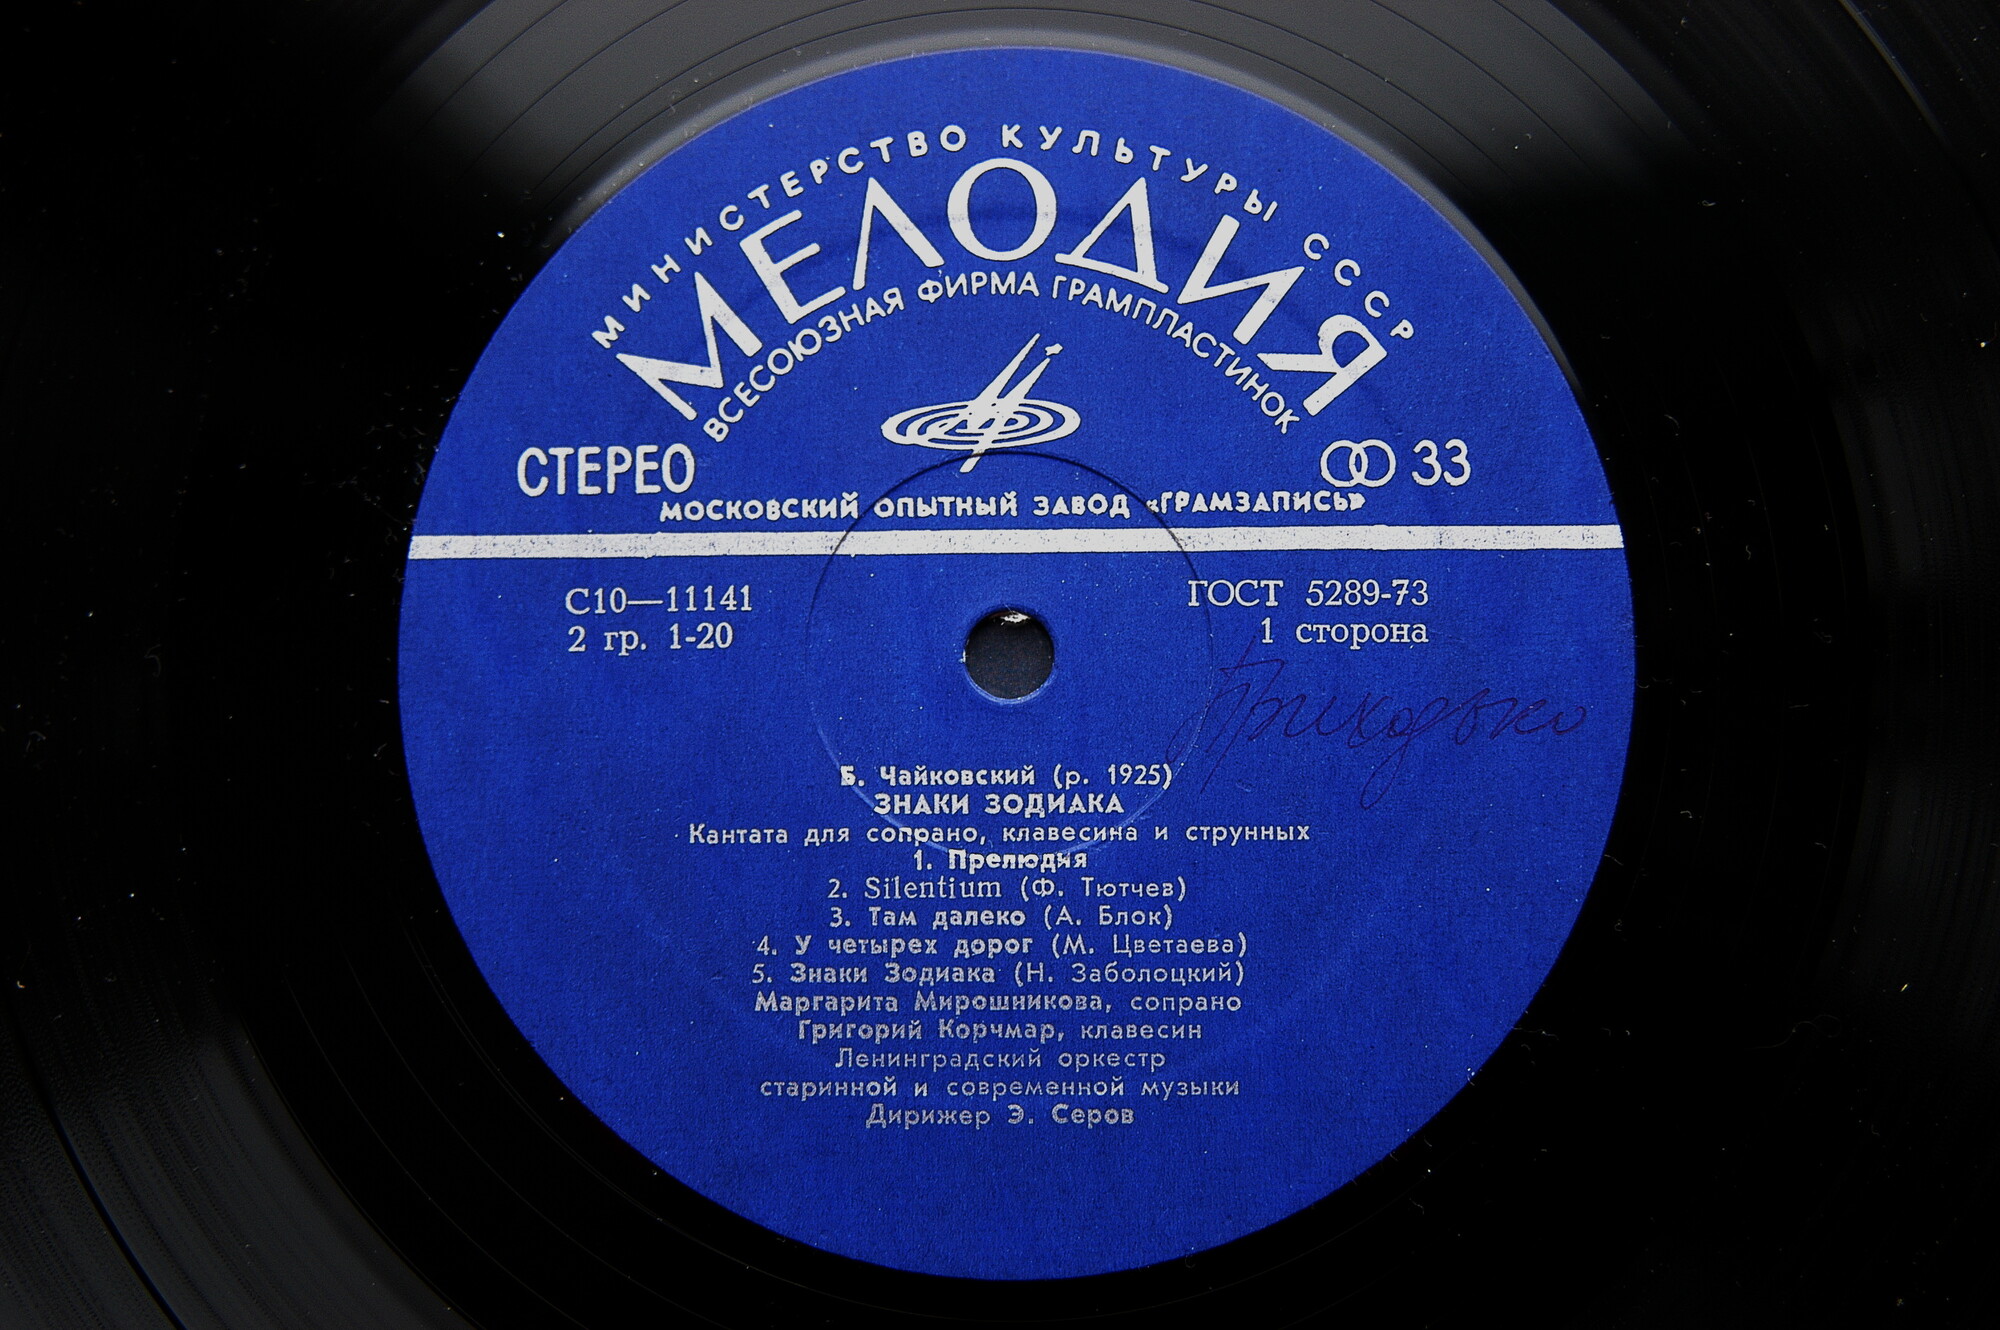 МИНИСТЕРСТВО КУЛЬТУРЫ СССР
МЕЛОДИЯ
ВСЕСОЮЗНАЯ ФИРМА ГРАМПЛАСТИНОК
СТЕРЕО
33
МОСКОВСКИЙ ОПЫТНЫЙ ЗАВОД «ГРАМЗАПИСЬ»
С10—11141
ГОСТ 5289-73
2 гр. 1-20
1 сторона
Приходько
Б. Чайковский (р. 1925)
ЗНАКИ ЗОДИАКА
Кантата для сопрано, клавесина и струнных
1. Прелюдия
2. Silentium (Ф. Тютчев)
3. Там далеко (А. Блок)
4. У четырех дорог (М. Цветаева)
5. Знаки Зодиака (Н. Заболоцкий)
Маргарита Мирошникова, сопрано
Григорий Корчмар, клавесин
Ленинградский оркестр
старинной и современной музыки
Дирижер Э. Серов